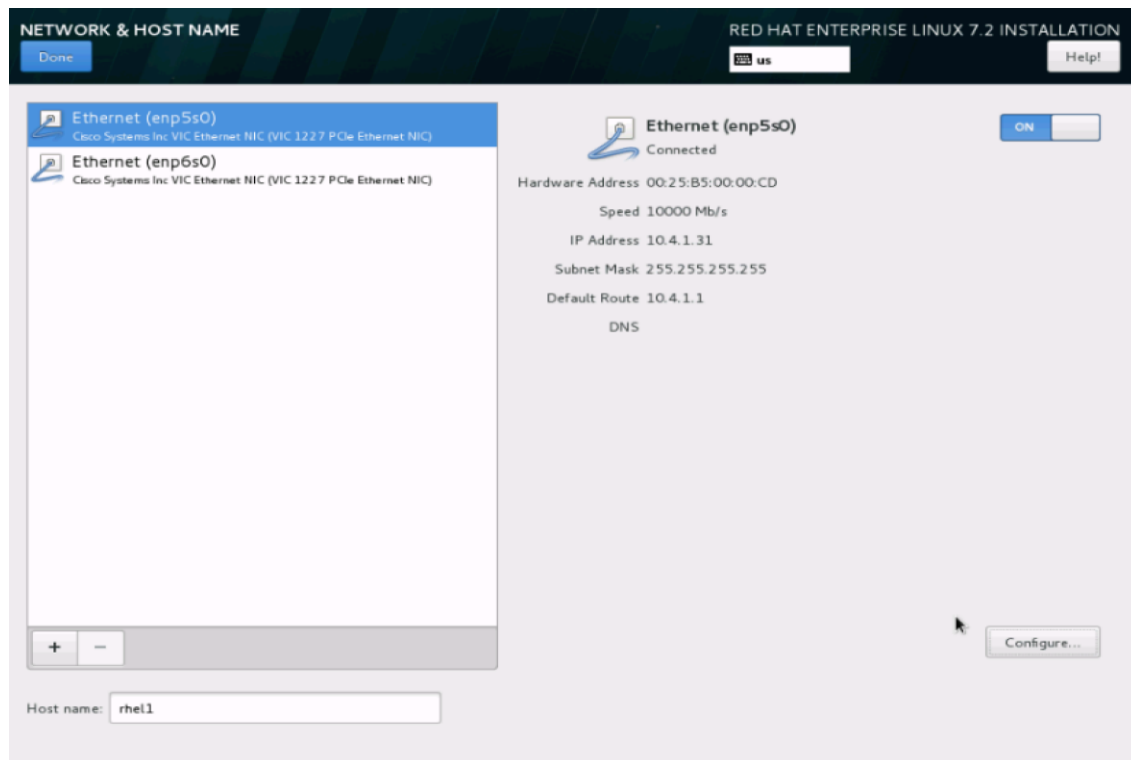 NETWORK & HOST NAME
RED HAT ENTERPRISE LINUX 7.2 INSTALLATION
Done
us
Help!
Ethernet (enp5s0)
Cisco Systems Inc VIC Ethernet NIC (VIC 1227 PCIe Ethernet NIC)
Ethernet (enp6s0)
Cisco Systems Inc VIC Ethernet NIC (VIC 1227 PCIe Ethernet NIC)
Ethernet (enp5s0)
Connected
ON
Hardware Address 00:25:B5:00:00:CD
Speed 10000 Mb/s
IP Address 10.4.1.31
Subnet Mask 255.255.255.255
Default Route 10.4.1.1
DNS
+ −
Configure...
Host name: rhel1